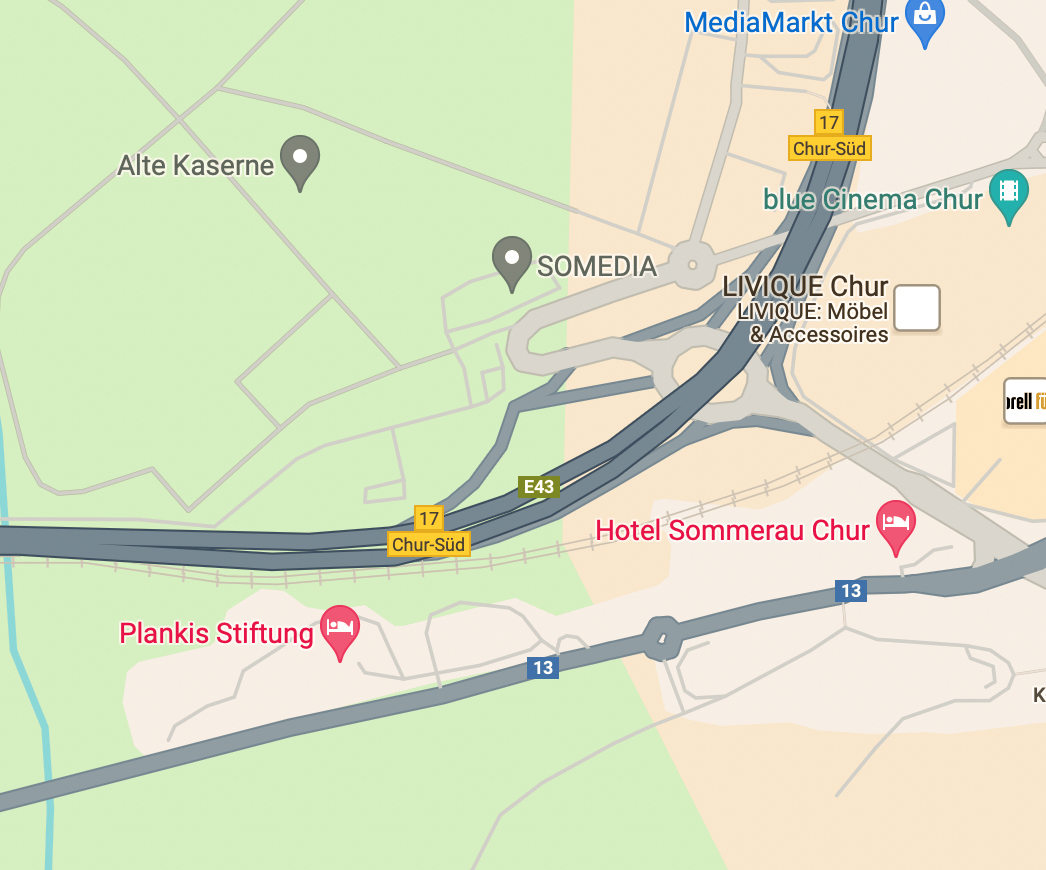 MediaMarkt Chur
17
Chur-Süd
Alte Kaserne
blue Cinema Chur
SOMEDIA
LIVIQUE Chur
LIVIQUE: Möbel
& Accessoires
E43
17
Chur-Süd
Hotel Sommerau Chur
13
Plankis Stiftung
13
K